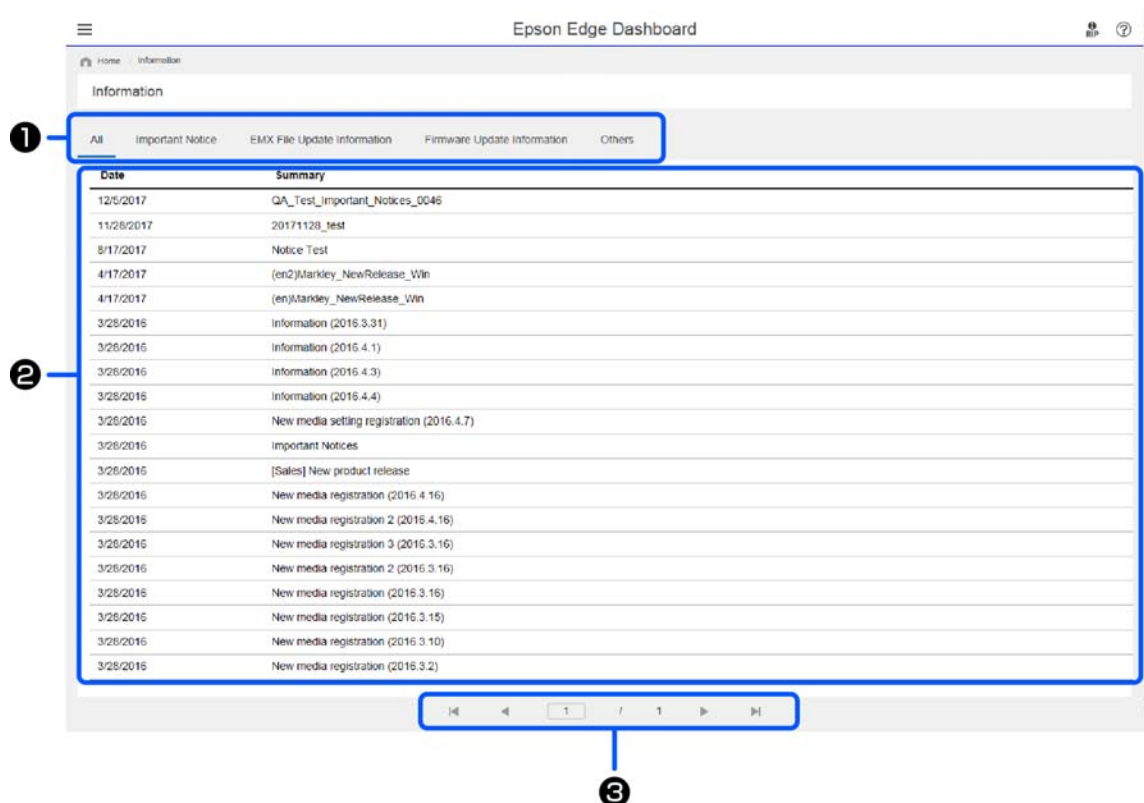 Epson Edge Dashboard
RIP
Home Information
Information
1
All Important Notice EMX File Update Information Firmware Update Information Others
Date Summary
12/5/2017 QA_Test_Important_Notices_0046
11/28/2017 20171128_test
8/17/2017 Notice Test
4/17/2017 (en2)Markley_NewRelease_Win
4/17/2017 (en)Markley_NewRelease_Win
3/28/2016 Information (2016.3.31)
3/28/2016 Information (2016.4.1)
2
3/28/2016 Information (2016.4.3)
3/28/2016 Information (2016.4.4)
3/28/2016 New media setting registration (2016.4.7)
3/28/2016 Important Notices
3/28/2016 [Sales] New product release
3/28/2016 New media registration (2016.4.16)
3/28/2016 New media registration 2 (2016.4.16)
3/28/2016 New media registration 3 (2016.3.16)
3/28/2016 New media registration 2 (2016.3.16)
3/28/2016 New media registration (2016.3.16)
3/28/2016 New media registration (2016.3.15)
3/28/2016 New media registration (2016.3.10)
3/28/2016 New media registration (2016.3.2)
1 / 1
3